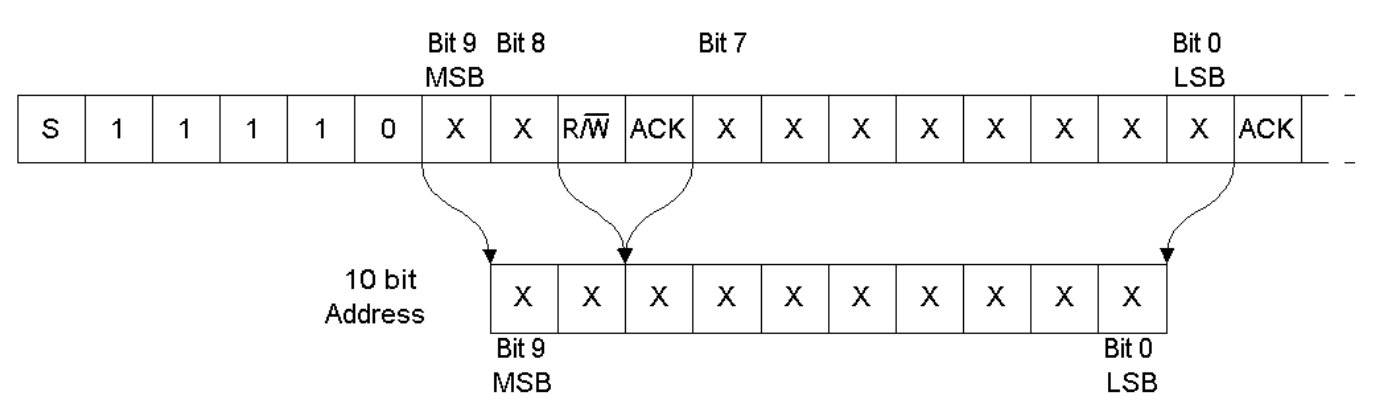 Bit 9 Bit 8 Bit 7 Bit 0
MSB LSB
S 1 1 1 1 0 X X R/W̅ ACK X X X X X X X X ACK
10 bit
Address
X X X X X X X X X X
Bit 9 Bit 0
MSB LSB